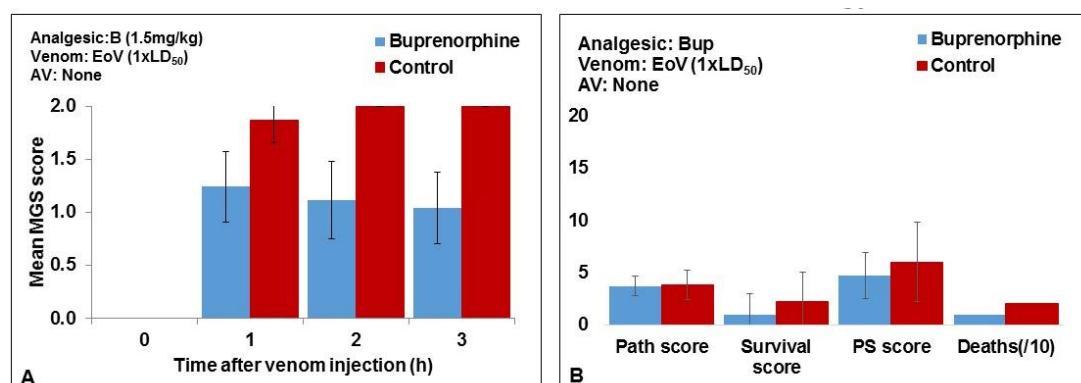 Analgesic:B (1.5mg/kg)
Venom: EoV (1xLD₅₀)
AV: None
Buprenorphine
Control
Mean MGS score
2.0
1.5
1.0
0.5
0.0
0 1 2 3
Time after venom injection (h)
A
Analgesic: Bup
Venom: EoV (1xLD₅₀)
AV: None
Buprenorphine
Control
20
15
10
5
0
Path score Survival score PS score Deaths(/10)
B